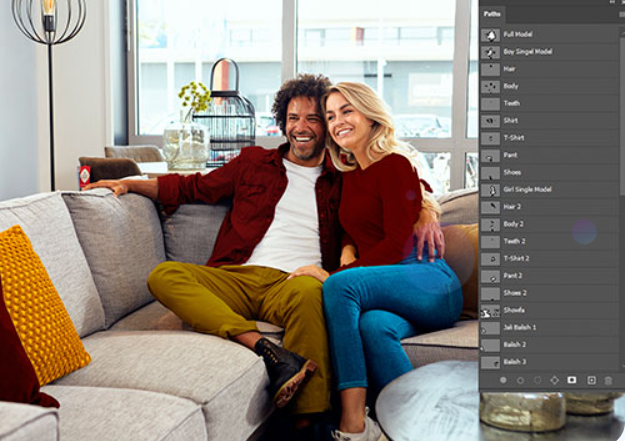 Paths
Full Model
Boy Singel Model
Hair
Body
Teeth
Shirt
T-Shirt
Pant
Shoes
Girl Single Model
Hair 2
Body 2
Teeth 2
T-Shirt 2
Pant 2
Shoes 2
Showfa
Jali Balish 1
Balish 2
Balish 3